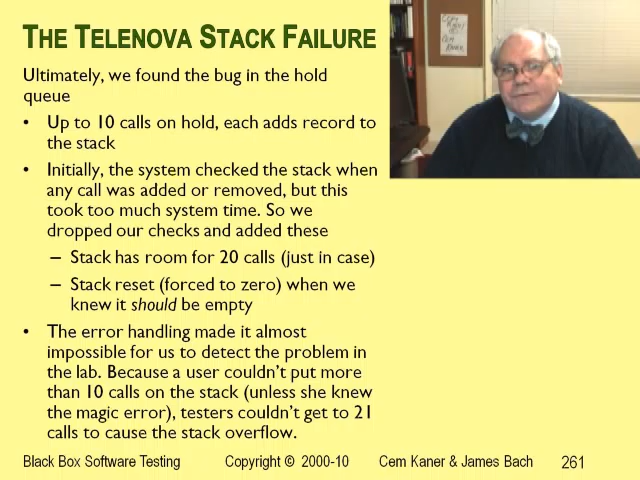 THE TELENOVA STACK FAILURE
Ultimately, we found the bug in the hold
queue
• Up to 10 calls on hold, each adds record to
the stack
• Initially, the system checked the stack when
any call was added or removed, but this
took too much system time. So we
dropped our checks and added these
– Stack has room for 20 calls (just in case)
– Stack reset (forced to zero) when we
knew it should be empty
• The error handling made it almost
impossible for us to detect the problem in
the lab. Because a user couldn't put more
than 10 calls on the stack (unless she knew
the magic error), testers couldn't get to 21
calls to cause the stack overflow.
Black Box Software Testing Copyright © 2000-10 Cem Kaner & James Bach 261